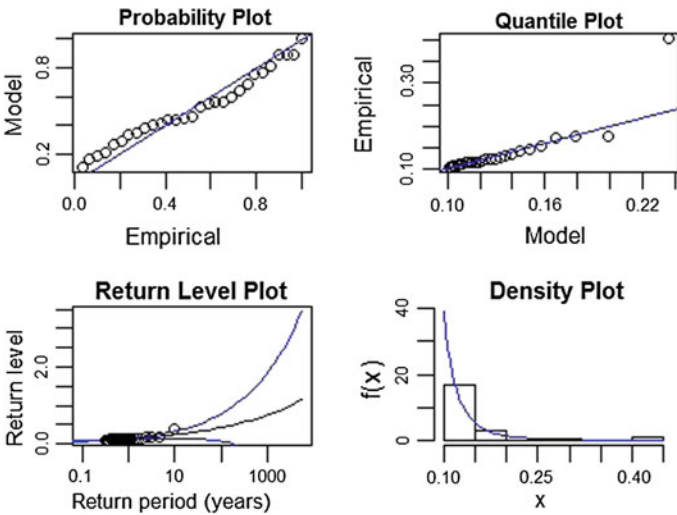 Probability Plot
Model
0.8
0.2
0.0 0.4 0.8
Empirical
Quantile Plot
Empirical
0.30
0.10
0.10 0.16 0.22
Model
Return Level Plot
Return level
2.0
0.0
0.1 10 1000
Return period (years)
Density Plot
f(x)
40
20
0
0.10 0.25 0.40
x